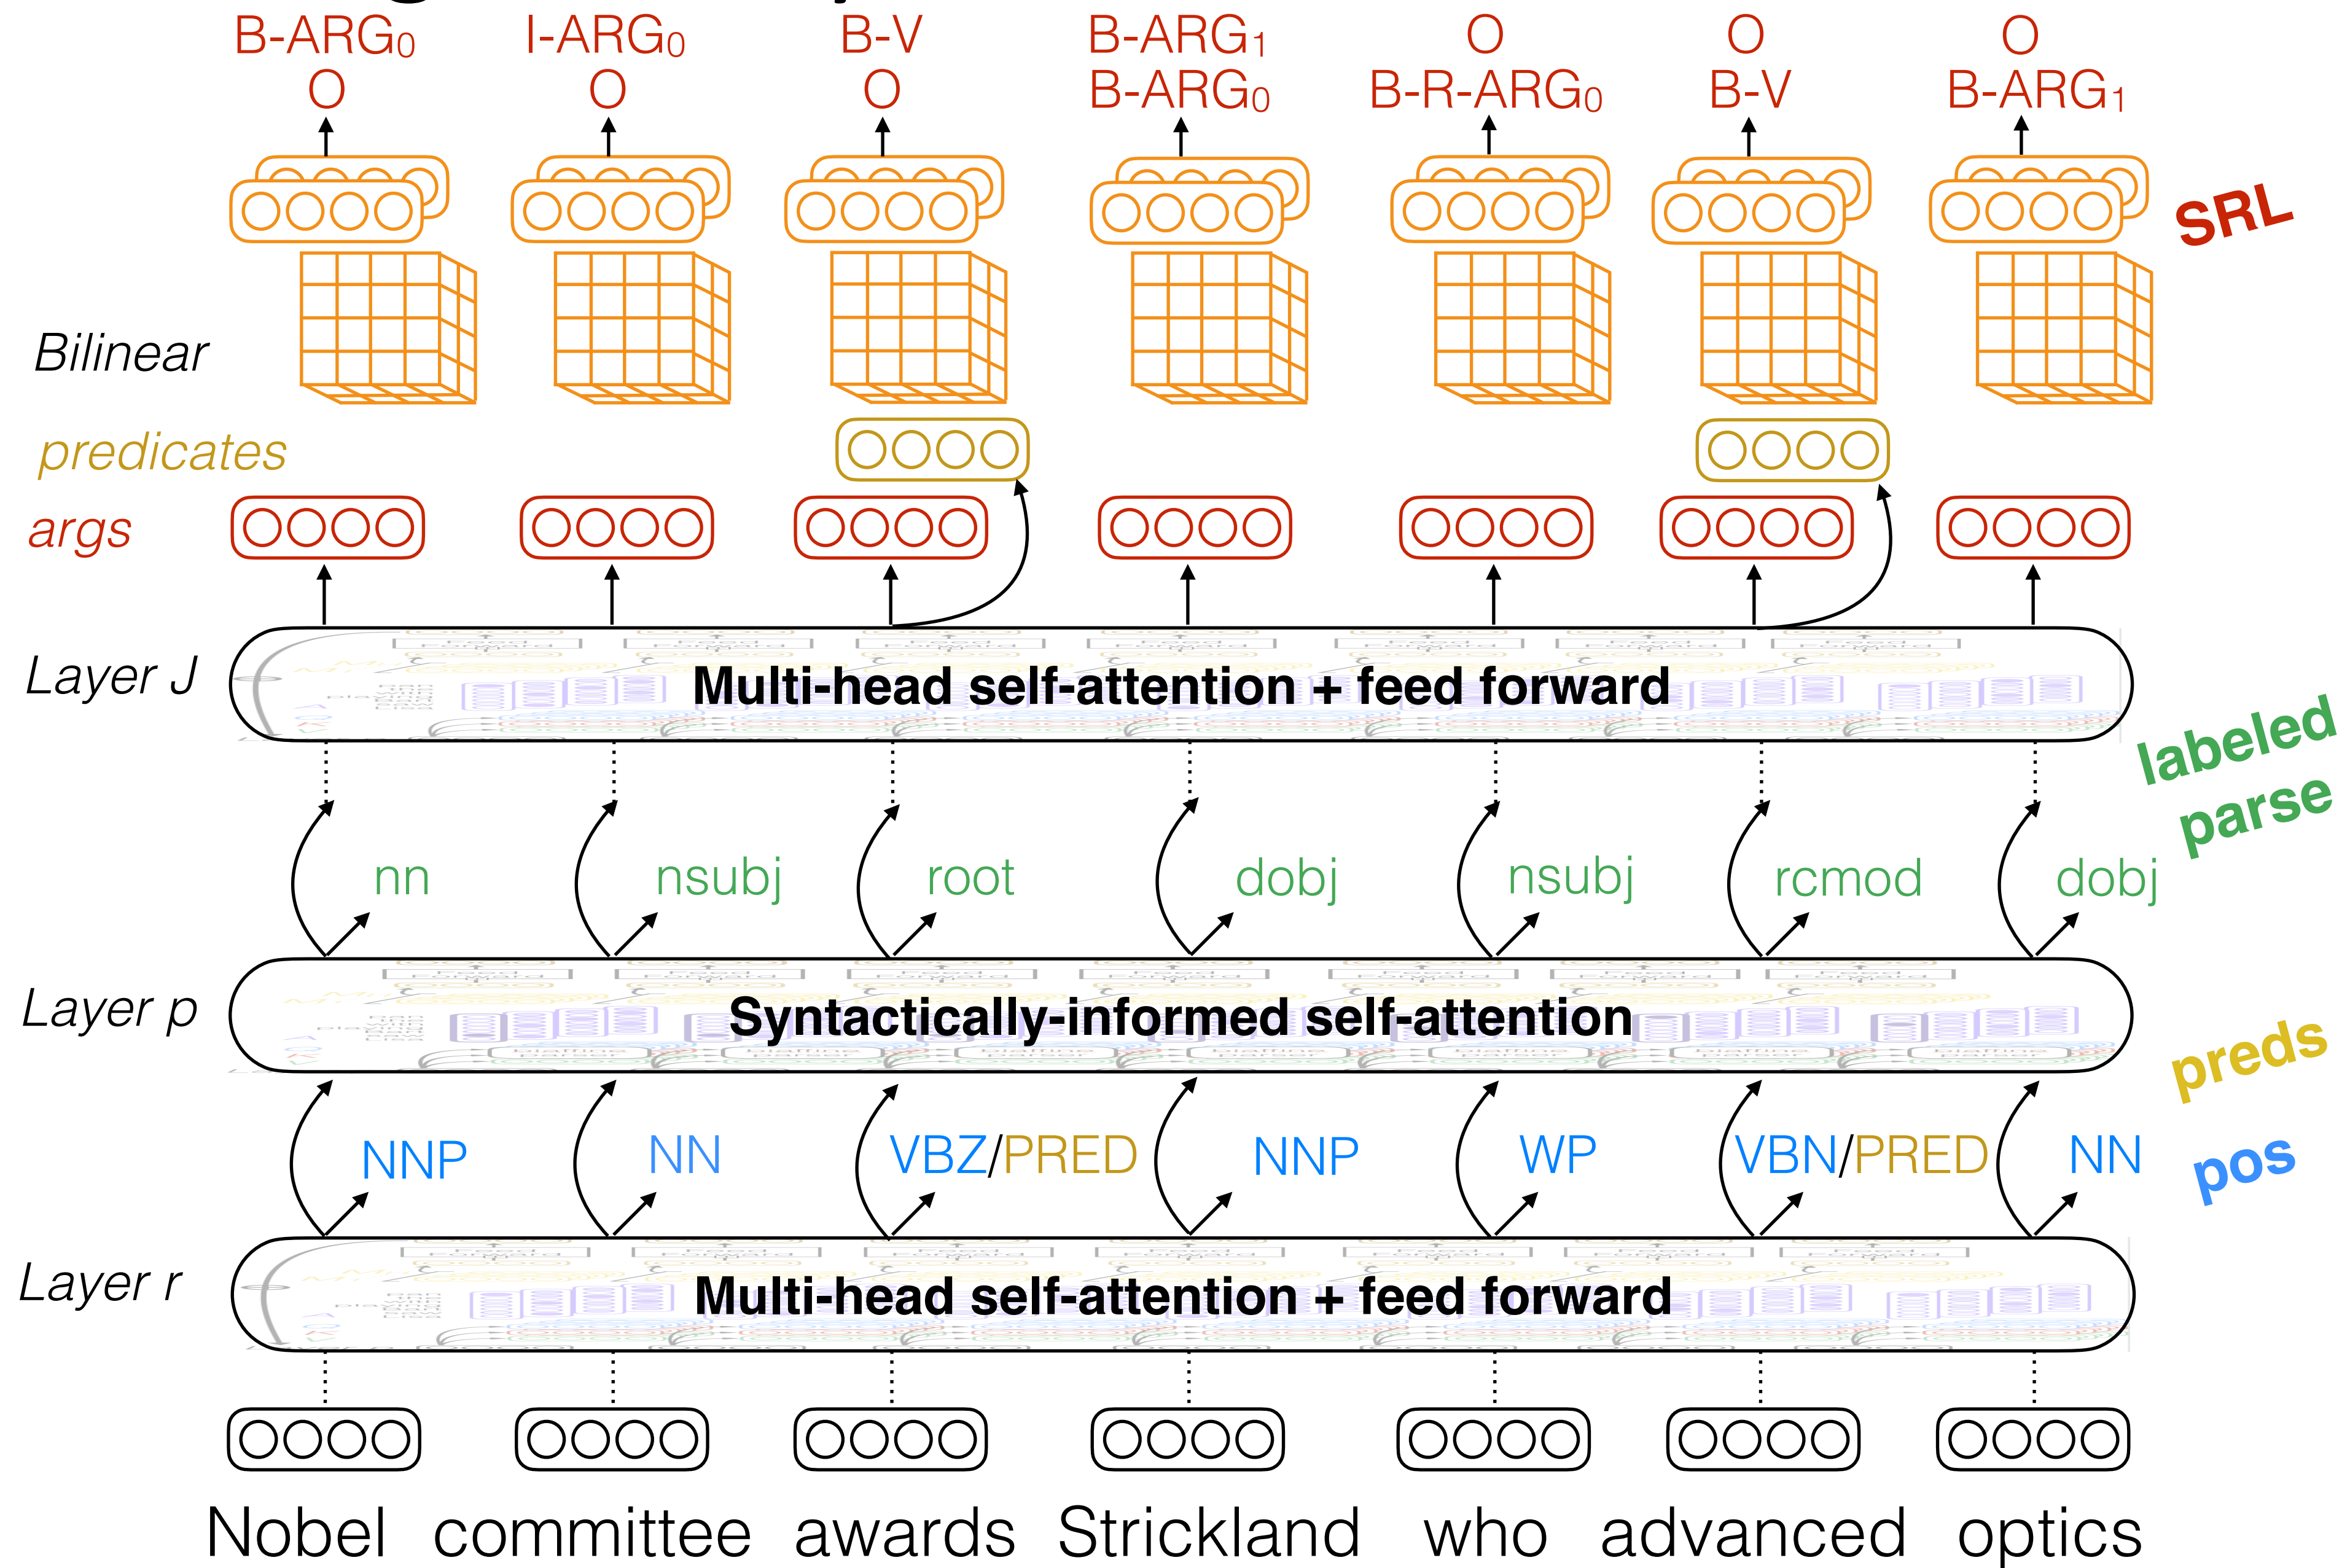 B-ARG0 I-ARG0 B-V B-ARG1 O O O
O O O B-ARG0 B-R-ARG0 B-V B-ARG1
SRL
Bilinear
predicates
args
Layer J Multi-head self-attention + feed forward
labeled
parse
nn nsubj root dobj nsubj rcmod dobj
Layer p Syntactically-informed self-attention
preds
NNP NN VBZ/PRED NNP WP VBN/PRED NN
pos
Layer r Multi-head self-attention + feed forward
Nobel committee awards Strickland who advanced optics